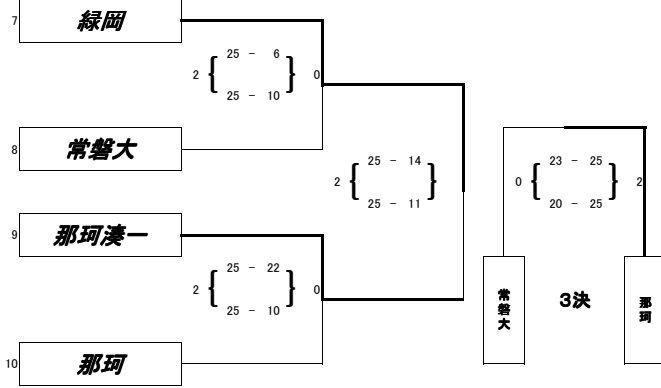 7 緑岡
2 { 25 - 6 } 0
25 - 10
8 常磐大
2 { 25 - 14 }
25 - 11
9 那珂湊一
2 { 25 - 22 } 0
25 - 10
10 那珂
0 { 23 - 25 } 2
20 - 25
常磐大
3決
那珂